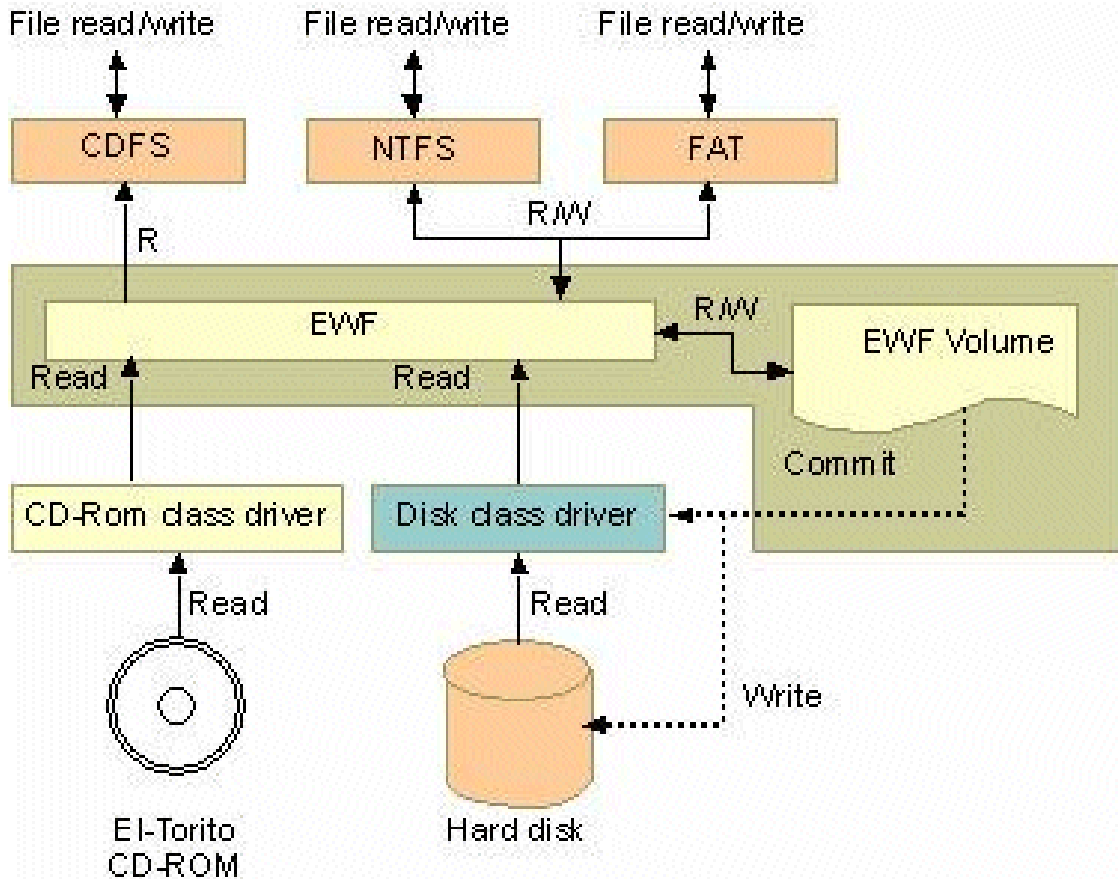 File read/write
File read/write
File read/write
CDFS
NTFS
FAT
R/W
R
EWF
R/W
EWF Volume
Read
Read
Commit
CD-Rom class driver
Disk class driver
Read
Read
Write
El-Torito
CD-ROM
Hard disk